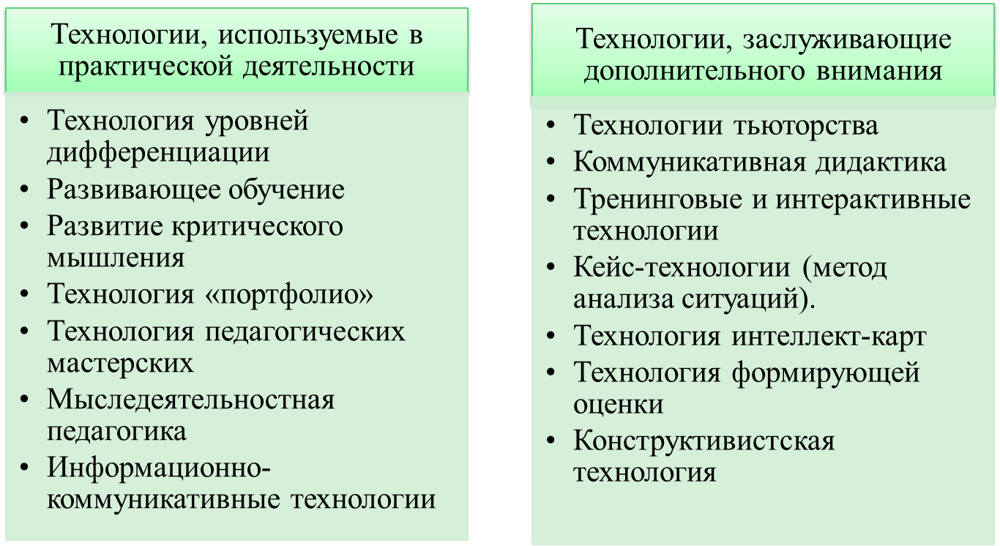 Технологии, используемые в
практической деятельности
• Технология уровней
дифференциации
• Развивающее обучение
• Развитие критического
мышления
• Технология «портфолио»
• Технология педагогических
мастерских
• Мыследеятельностная
педагогика
• Информационно-
коммуникативные технологии
Технологии, заслуживающие
дополнительного внимания
• Технологии тьюторства
• Коммуникативная дидактика
• Тренинговые и интерактивные
технологии
• Кейс-технологии (метод
анализа ситуаций).
• Технология интеллект-карт
• Технология формирующей
оценки
• Конструктивистская
технология